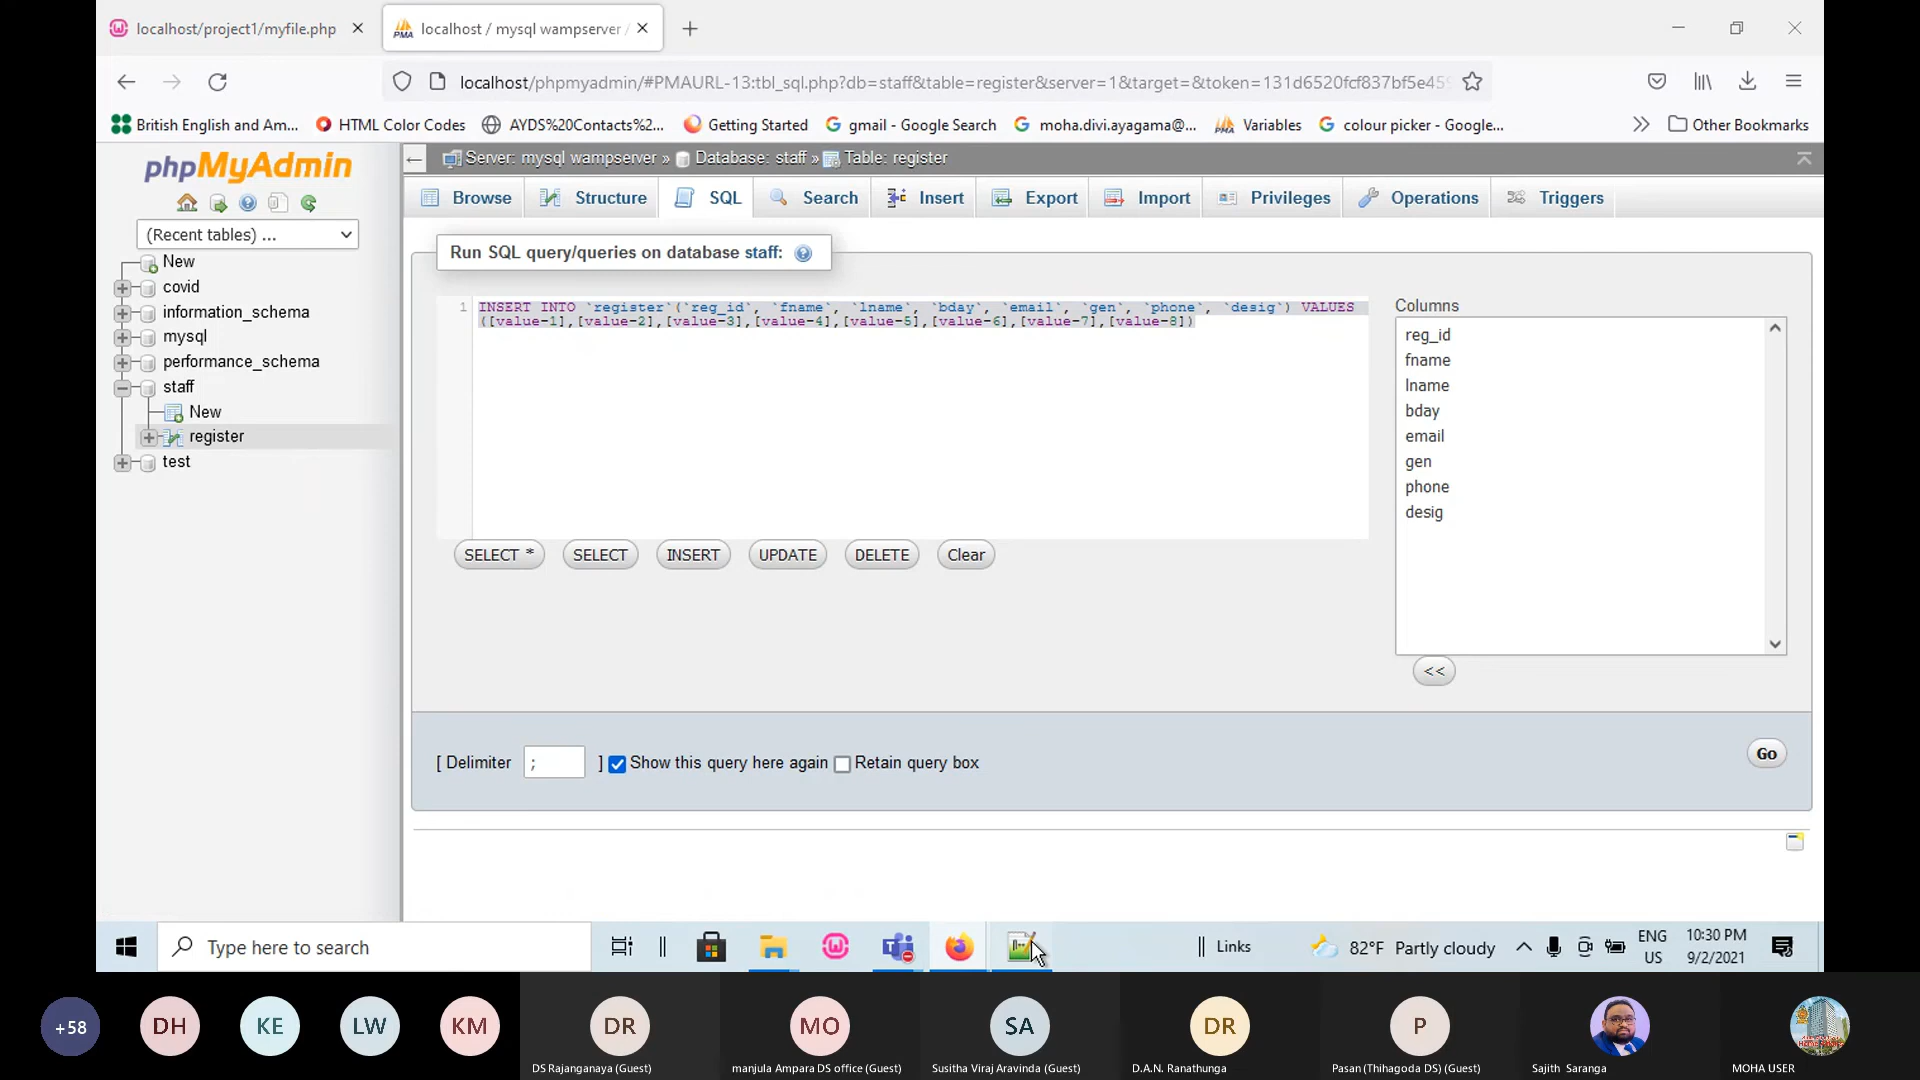 localhost/project1/myfile.php
localhost / mysql wampserver /
localhost/phpmyadmin/#PMAURL-13:tbl_sql.php?db=staff&table=register&server=1&target=&token=131d6520fcf837bf5e459
British English and Am...
HTML Color Codes
AYDS%20Contacts%2...
Getting Started
gmail - Google Search
moha.divi.ayagama@...
Variables
colour picker - Google...
Other Bookmarks
phpMyAdmin
Server: mysql wampserver » Database: staff » Table: register
Browse
Structure
SQL
Search
Insert
Export
Import
Privileges
Operations
Triggers
(Recent tables) ...
New
covid
information_schema
mysql
performance_schema
staff
New
register
test
Run SQL query/queries on database staff:
1
INSERT INTO `register`(`reg_id`, `fname`, `lname`, `bday`, `email`, `gen`, `phone`, `desig`) VALUES
([value-1],[value-2],[value-3],[value-4],[value-5],[value-6],[value-7],[value-8])
Columns
reg_id
fname
lname
bday
email
gen
phone
desig
<<
SELECT *
SELECT
INSERT
UPDATE
DELETE
Clear
[ Delimiter ; ] Show this query here again Retain query box
Go
Type here to search
Links
82°F Partly cloudy
ENG
US
10:30 PM
9/2/2021
+58
DH
KE
LW
KM
DR
MO
SA
DR
P
DS Rajanganaya (Guest)
manjula Ampara DS office (Guest)
Susitha Viraj Aravinda (Guest)
D.A.N. Ranathunga
Pasan (Thihagoda DS) (Guest)
Sajith Saranga
MOHA USER